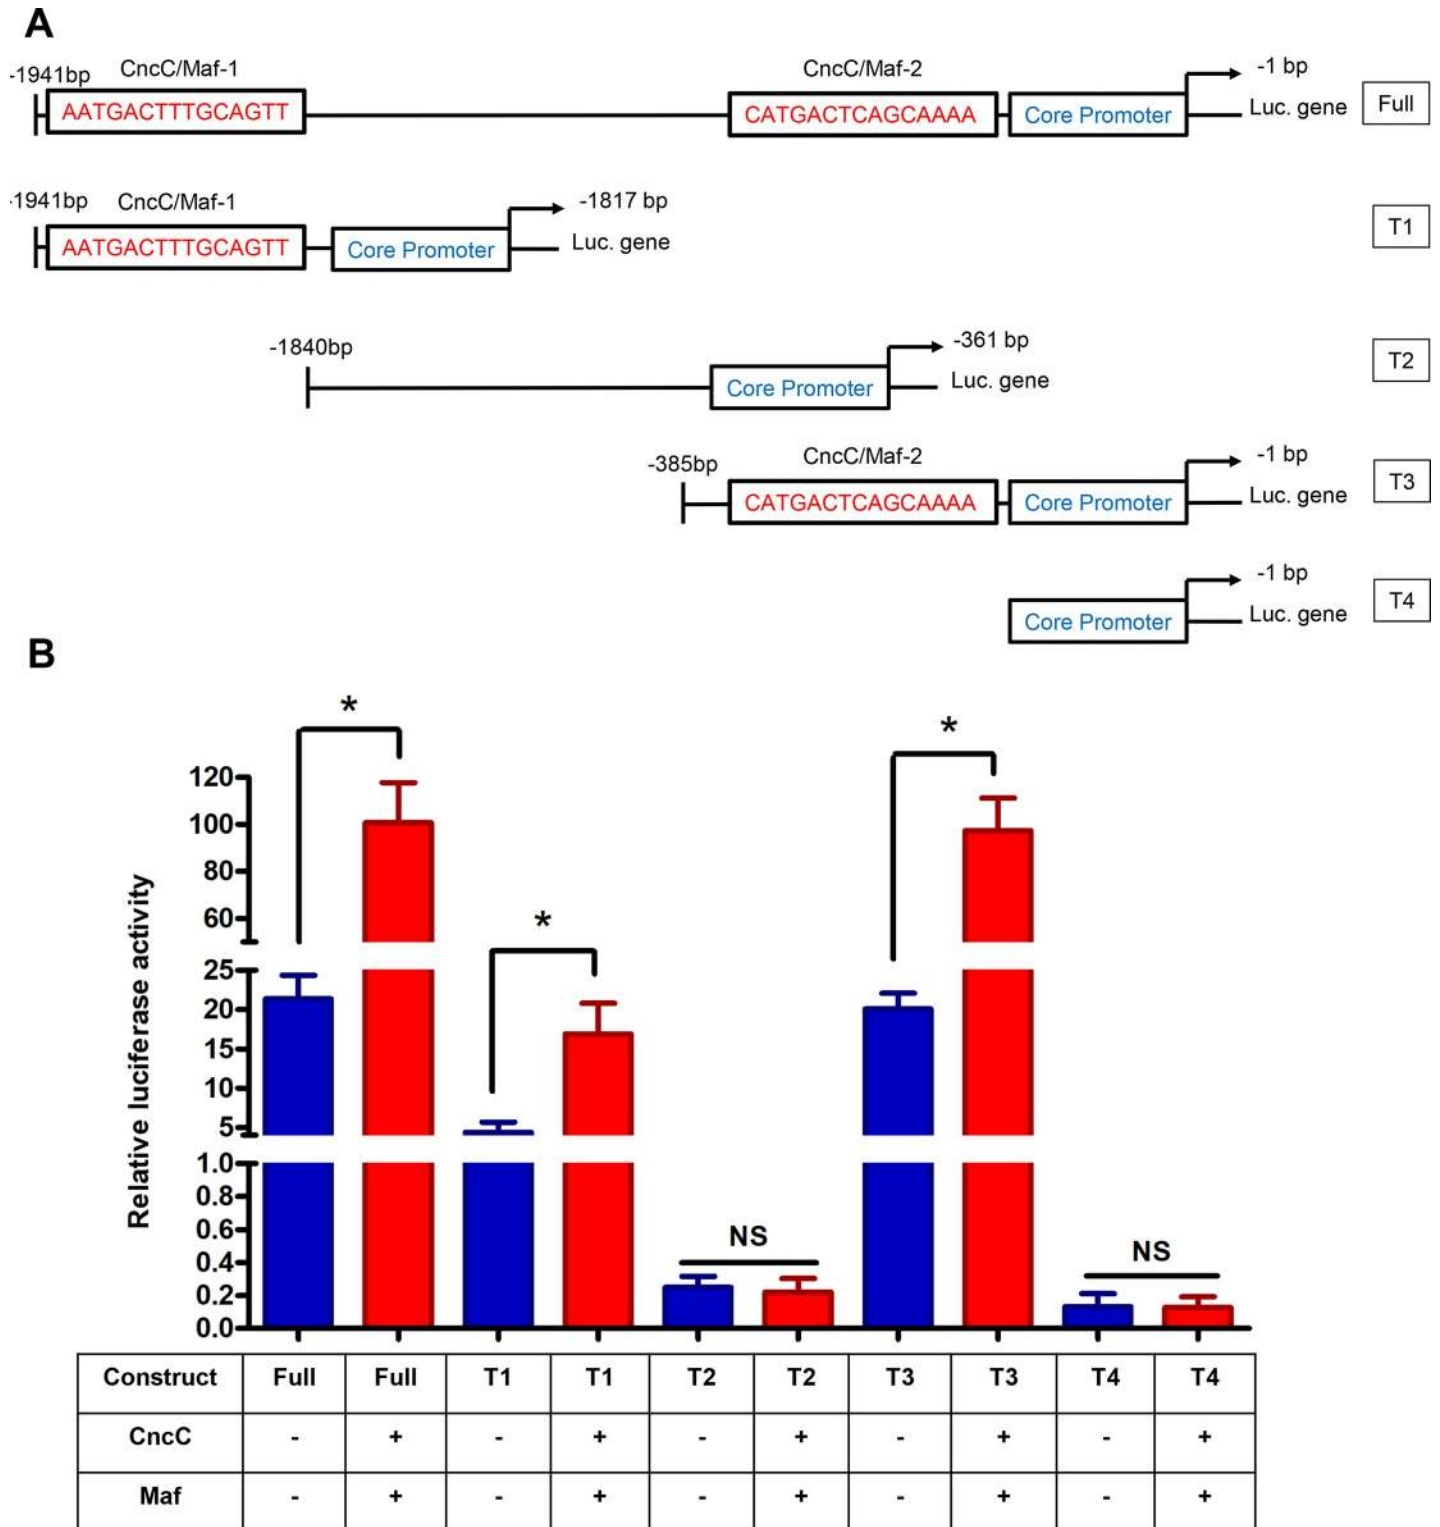 A
-1941bp CncC/Maf-1 CncC/Maf-2 -1 bp
AATGACTTTGCAGTT CATGACTCAGCAAAA Core Promoter Luc. gene Full
-1941bp CncC/Maf-1 -1817 bp
AATGACTTTGCAGTT Core Promoter Luc. gene T1
-1840bp -361 bp
Core Promoter Luc. gene T2
-385bp CncC/Maf-2 -1 bp
CATGACTCAGCAAAA Core Promoter Luc. gene T3
-1 bp
Core Promoter Luc. gene T4
B
Relative luciferase activity
120
100
80
60
25
20
15
10
5
1.0
0.8
0.6
0.4
0.2
0.0
* * NS * NS
Construct Full Full T1 T1 T2 T2 T3 T3 T4 T4
CncC - + - + - + - + - +
Maf - + - + - + - + - +